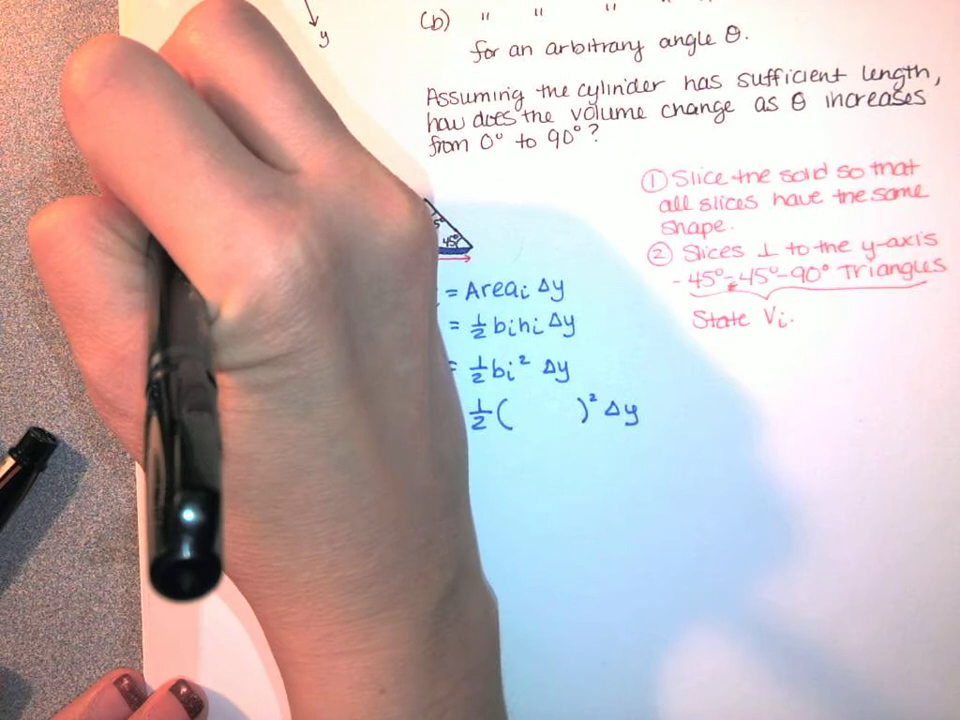 y
(b) " " " "
for an arbitrary angle θ.
Assuming the cylinder has sufficient length,
how does the volume change as θ increases
from 0° to 90°?
① Slice the solid so that
all slices have the same
shape.
② Slices ⊥ to the y-axis
- 45°-45°-90° Triangles
State Vi.
45°
= Areai Δy
= 1/2 bihi Δy
= 1/2 bi² Δy
1/2 ( )² Δy